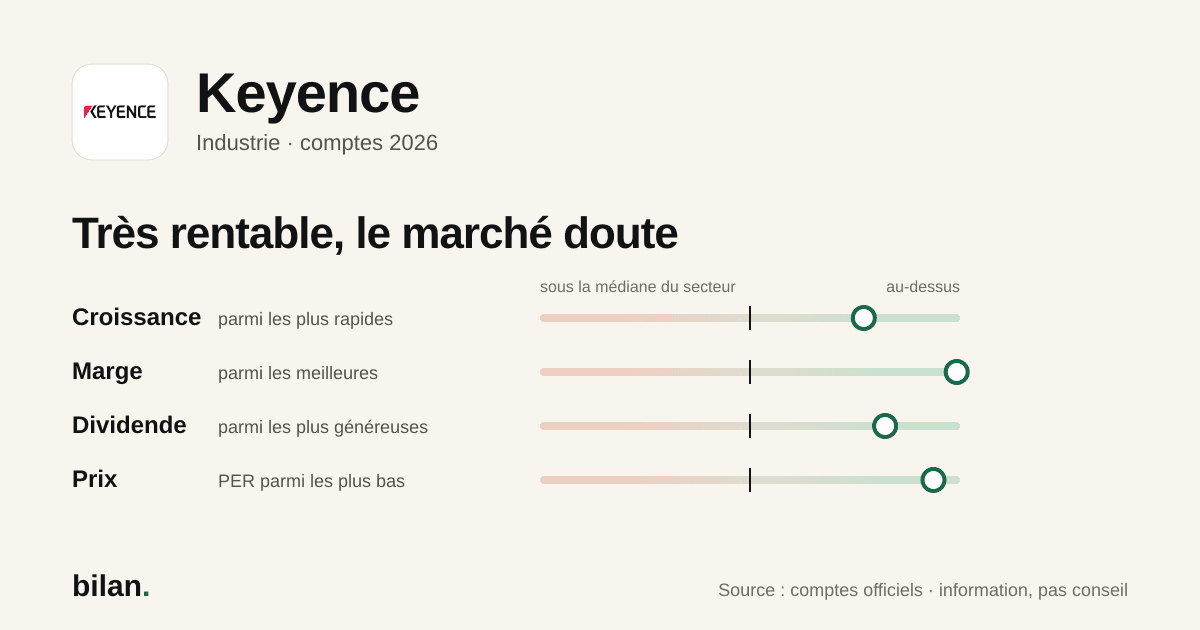 KEYENCE
Keyence
Industrie · comptes 2026
Très rentable, le marché doute
sous la médiane du secteur au-dessus
Croissance parmi les plus rapides
Marge parmi les meilleures
Dividende parmi les plus généreuses
Prix PER parmi les plus bas
bilan.
Source : comptes officiels · information, pas conseil